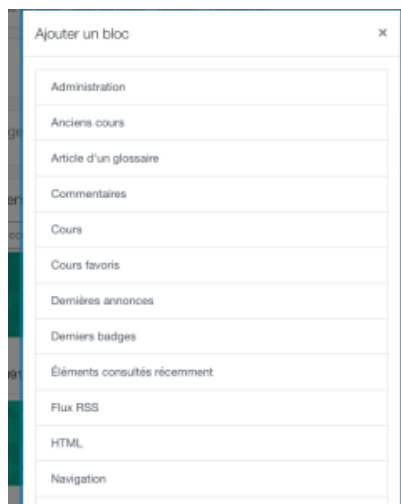 Ajouter un bloc ×
Administration
Anciens cours
Article d'un glossaire
Commentaires
Cours
Cours favoris
Dernières annonces
Derniers badges
Éléments consultés récemment
Flux RSS
HTML
Navigation